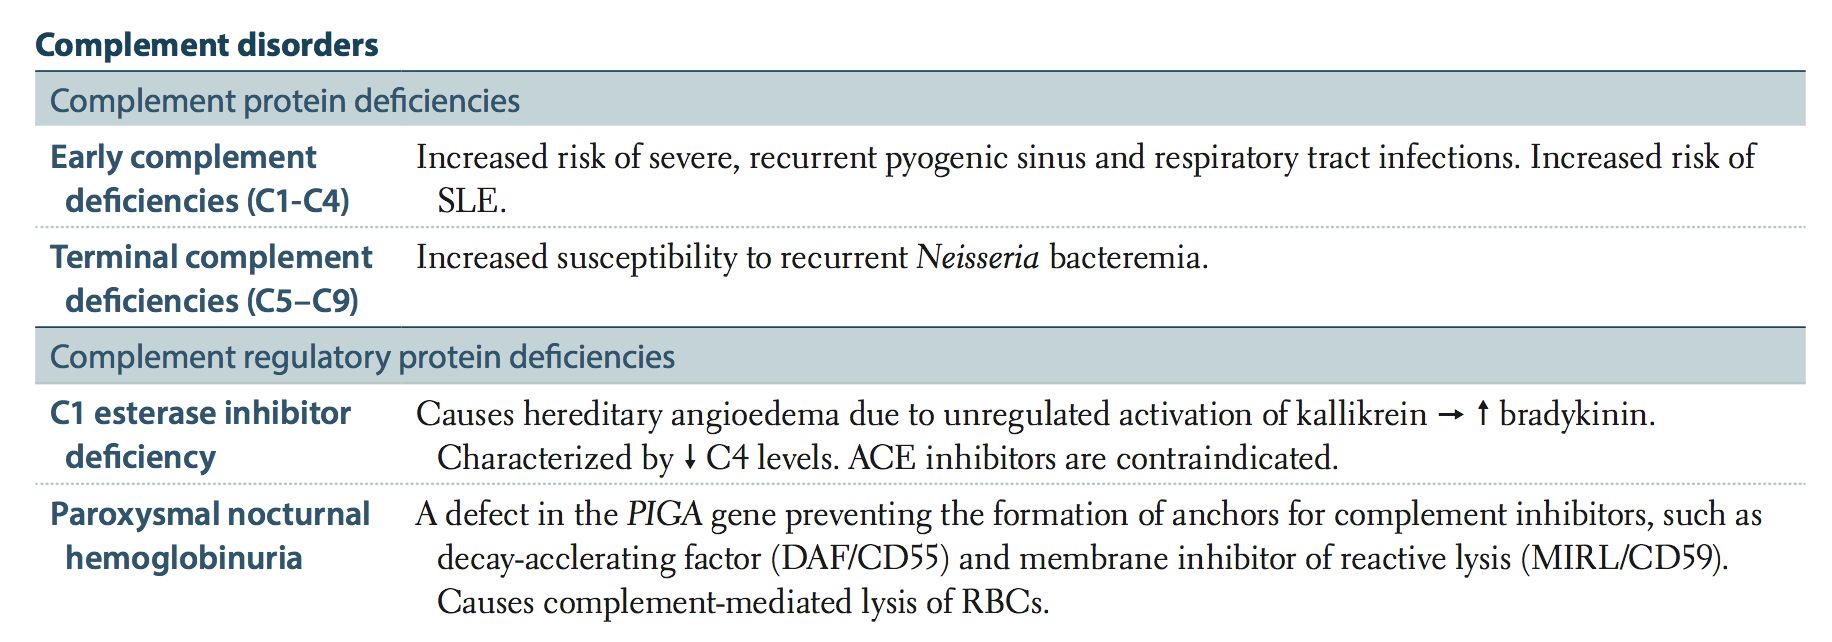 Complement disorders
Complement protein deficiencies
Early complement
deficiencies (C1-C4)
Increased risk of severe, recurrent pyogenic sinus and respiratory tract infections. Increased risk of
SLE.
Terminal complement
deficiencies (C5–C9)
Increased susceptibility to recurrent Neisseria bacteremia.
Complement regulatory protein deficiencies
C1 esterase inhibitor
deficiency
Causes hereditary angioedema due to unregulated activation of kallikrein → ↑ bradykinin.
Characterized by ↓ C4 levels. ACE inhibitors are contraindicated.
Paroxysmal nocturnal
hemoglobinuria
A defect in the PIGA gene preventing the formation of anchors for complement inhibitors, such as
decay-acclerating factor (DAF/CD55) and membrane inhibitor of reactive lysis (MIRL/CD59).
Causes complement-mediated lysis of RBCs.